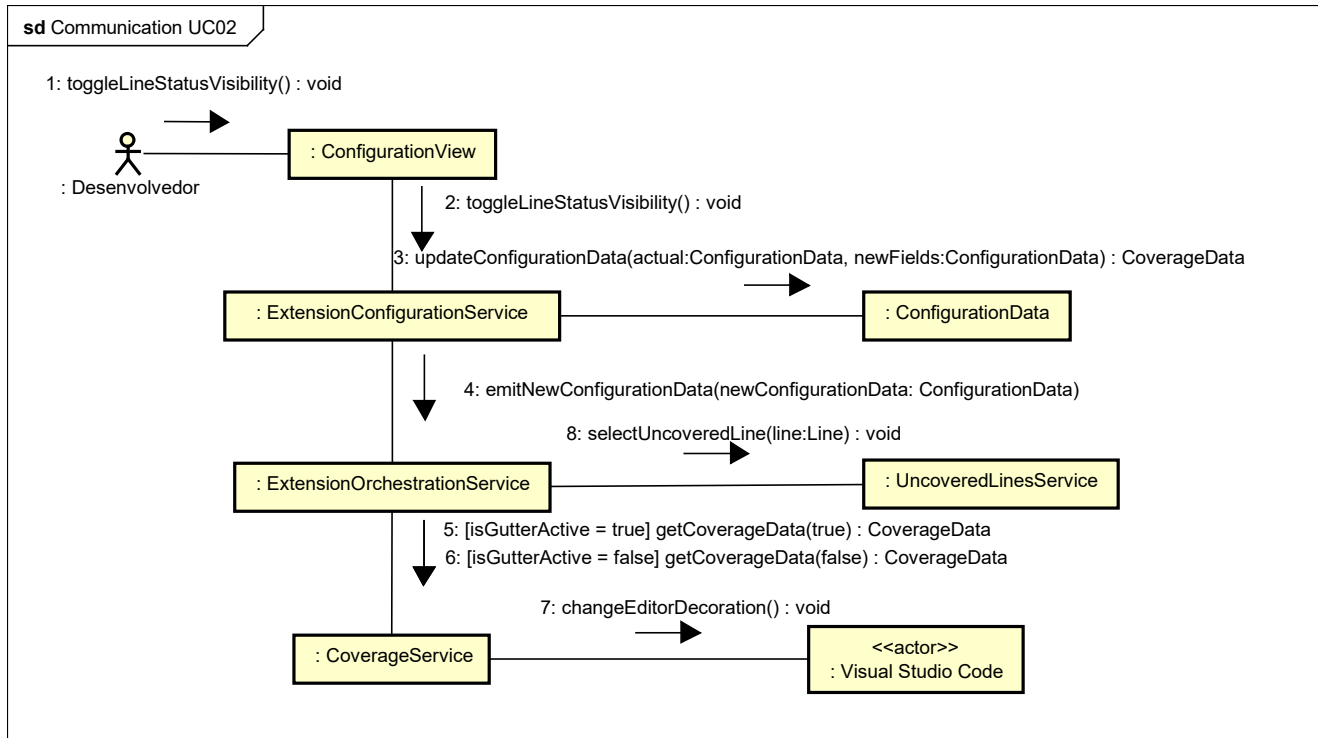 sd Communication UC02
1: toggleLineStatusVisibility() : void
: ConfigurationView
: Desenvolvedor
2: toggleLineStatusVisibility() : void
3: updateConfigurationData(actual:ConfigurationData, newFields:ConfigurationData) : CoverageData
: ExtensionConfigurationService
: ConfigurationData
4: emitNewConfigurationData(newConfigurationData: ConfigurationData)
8: selectUncoveredLine(line:Line) : void
: ExtensionOrchestrationService
: UncoveredLinesService
5: [isGutterActive = true] getCoverageData(true) : CoverageData
6: [isGutterActive = false] getCoverageData(false) : CoverageData
7: changeEditorDecoration() : void
: CoverageService
<<actor>>
: Visual Studio Code